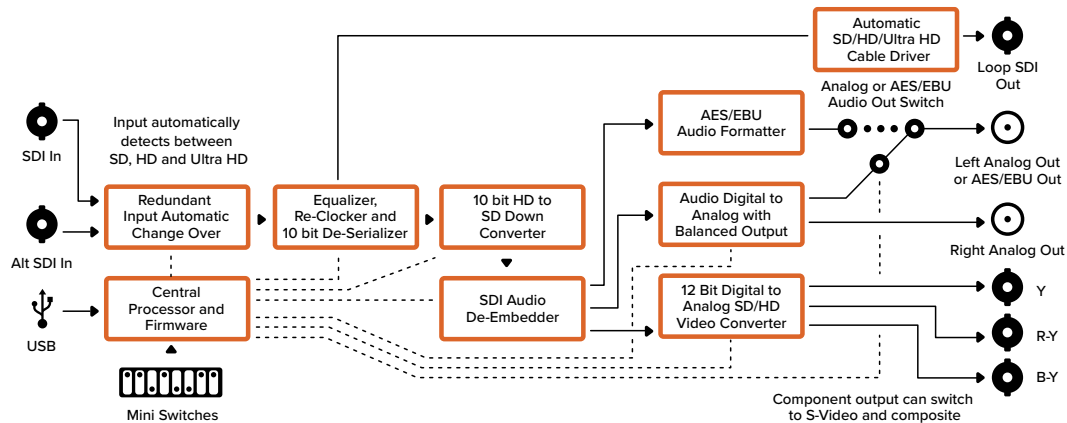 Automatic
SD/HD/Ultra HD
Cable Driver
Loop SDI
Out
Analog or AES/EBU
Audio Out Switch
SDI In
Input automatically
detects between
SD, HD and Ultra HD
AES/EBU
Audio Formatter
Left Analog Out
or AES/EBU Out
Alt SDI In
Redundant
Input Automatic
Change Over
Equalizer,
Re-Clocker and
10 bit De-Serializer
10 bit HD to
SD Down
Converter
Audio Digital to
Analog with
Balanced Output
Right Analog Out
USB
Central
Processor and
Firmware
SDI Audio
De-Embedder
12 Bit Digital to
Analog SD/HD
Video Converter
Y
R-Y
B-Y
Mini Switches
Component output can switch
to S-Video and composite